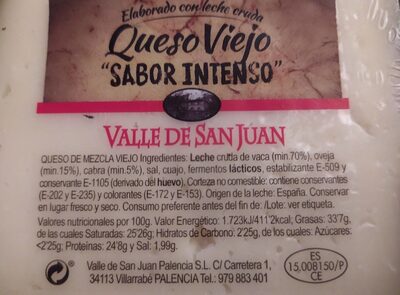 Elaborado con leche cruda
Queso Viejo
"SABOR INTENSO"
VALLE DE SAN JUAN
QUESO DE MEZCLA VIEJO Ingredientes: Leche crutta de vaca (min.70%), oveja
(min.15%), cabra (min.5%), sal, cuajo, fermentos lácticos, estabilizante E-509 y
conservante E-1105 (derivado del huevo). Corteza no comestible: contiene conservantes
(E-202 y E-235) y colorantes (E-172 y E-153). Origen de la leche: España. Conservar
en lugar fresco y seco. Consumo preferente antes del fin de: /Lote: ver etiqueta.
Valores nutricionales por 100g. Valor Energético: 1.723kJ/411'2kcal; Grasas: 33'7g,
de las cuales Saturadas: 25'26g; Hidratos de Carbono: 2'25g, de los cuales: Azúcares:
<2'25g; Proteínas: 24'8g y Sal: 1,99g.
Valle de San Juan Palencia S.L. C/ Carretera 1,
34113 Villarrabé PALENCIA Tel.: 979 883 401
ES
15,008150/P
CE